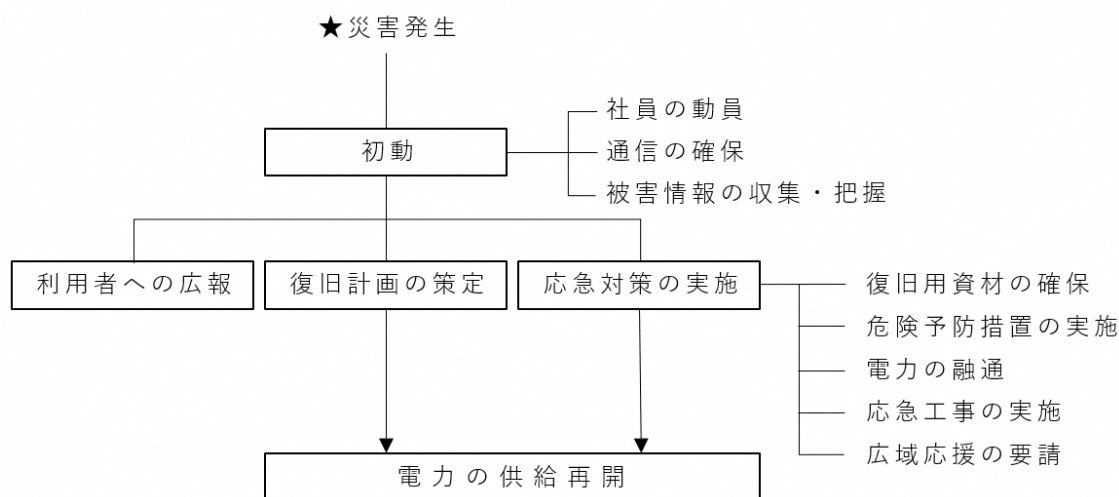 ★災害発生
初動
社員の動員
通信の確保
被害情報の収集・把握
利用者への広報
復旧計画の策定
応急対策の実施
復旧用資材の確保
危険予防措置の実施
電力の融通
応急工事の実施
広域応援の要請
電力の供給再開